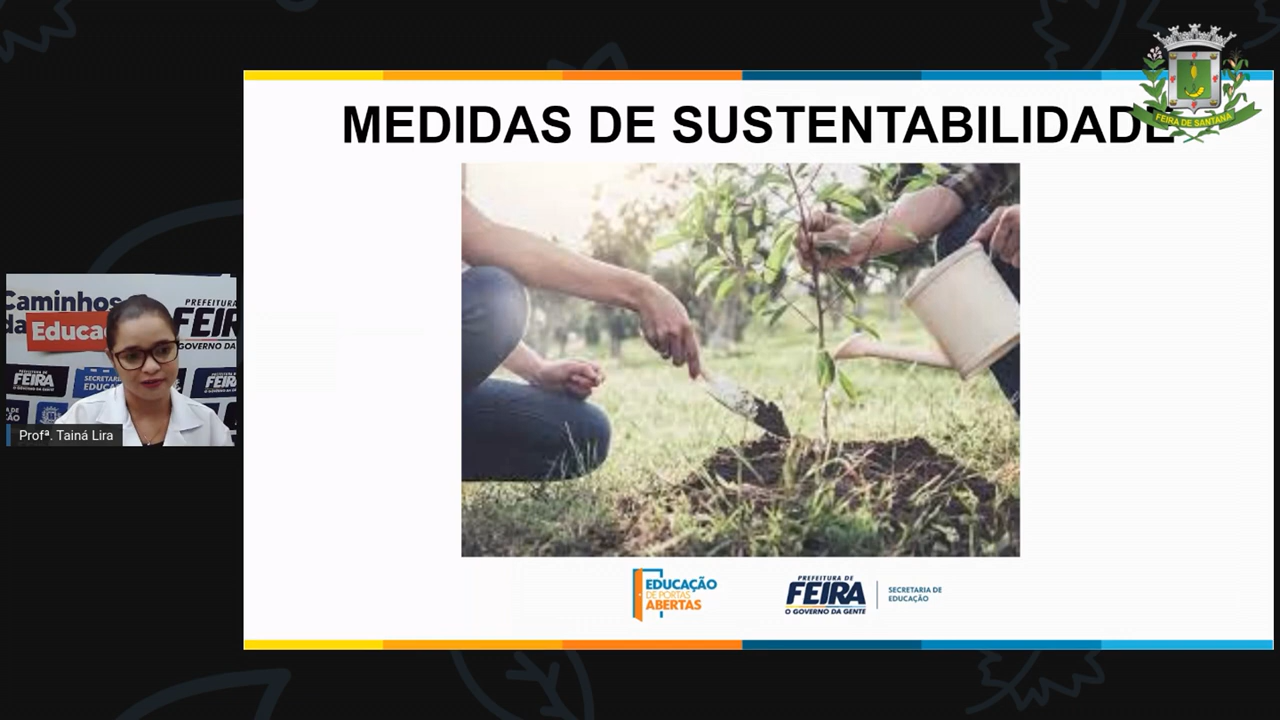 MEDIDAS DE SUSTENTABILIDADE
FEIRA DE SANTANA
Caminhos
da Educa
PREFEITURA
FEIR
GOVERNO DA
FEIRA
SECRETARIA
EDUCA
FEIRA
Profª. Tainá Lira
EDUCAÇÃO
DE PORTAS
ABERTAS
PREFEITURA DE
FEIRA
O GOVERNO DA GENTE
SECRETARIA DE
EDUCAÇÃO